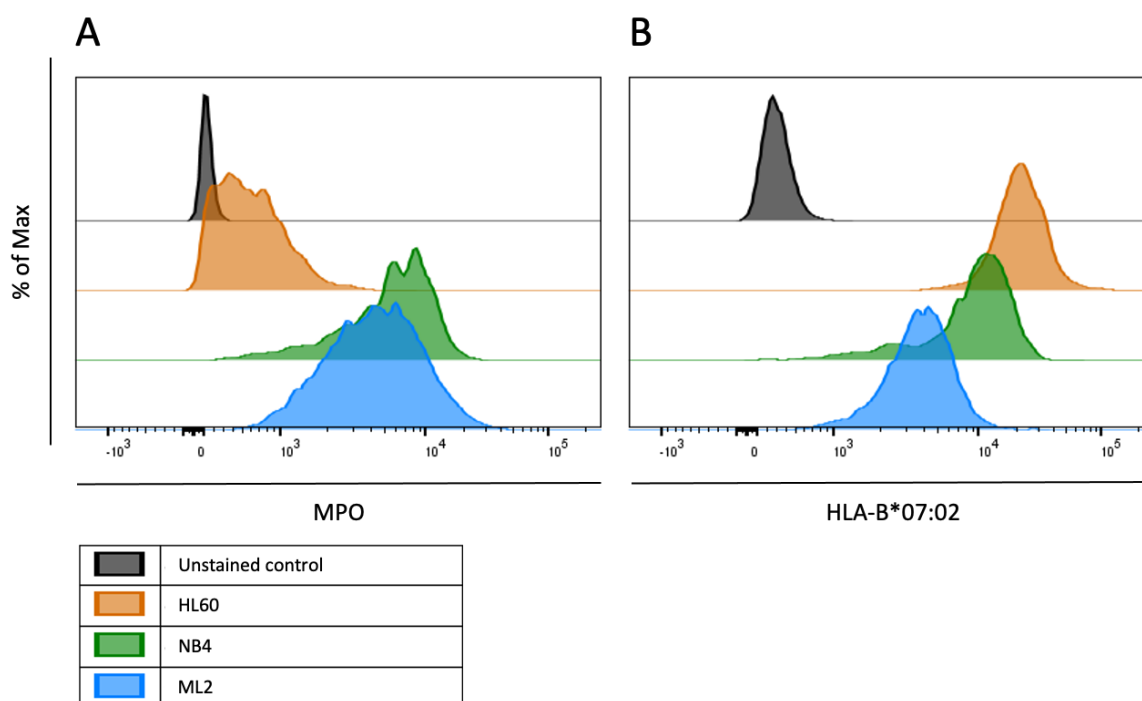 A
B
% of Max
-10³ 0 10³ 10⁴ 10⁵
-10³ 0 10³ 10⁴ 10⁵
MPO
HLA-B*07:02
Unstained control
HL60
NB4
ML2